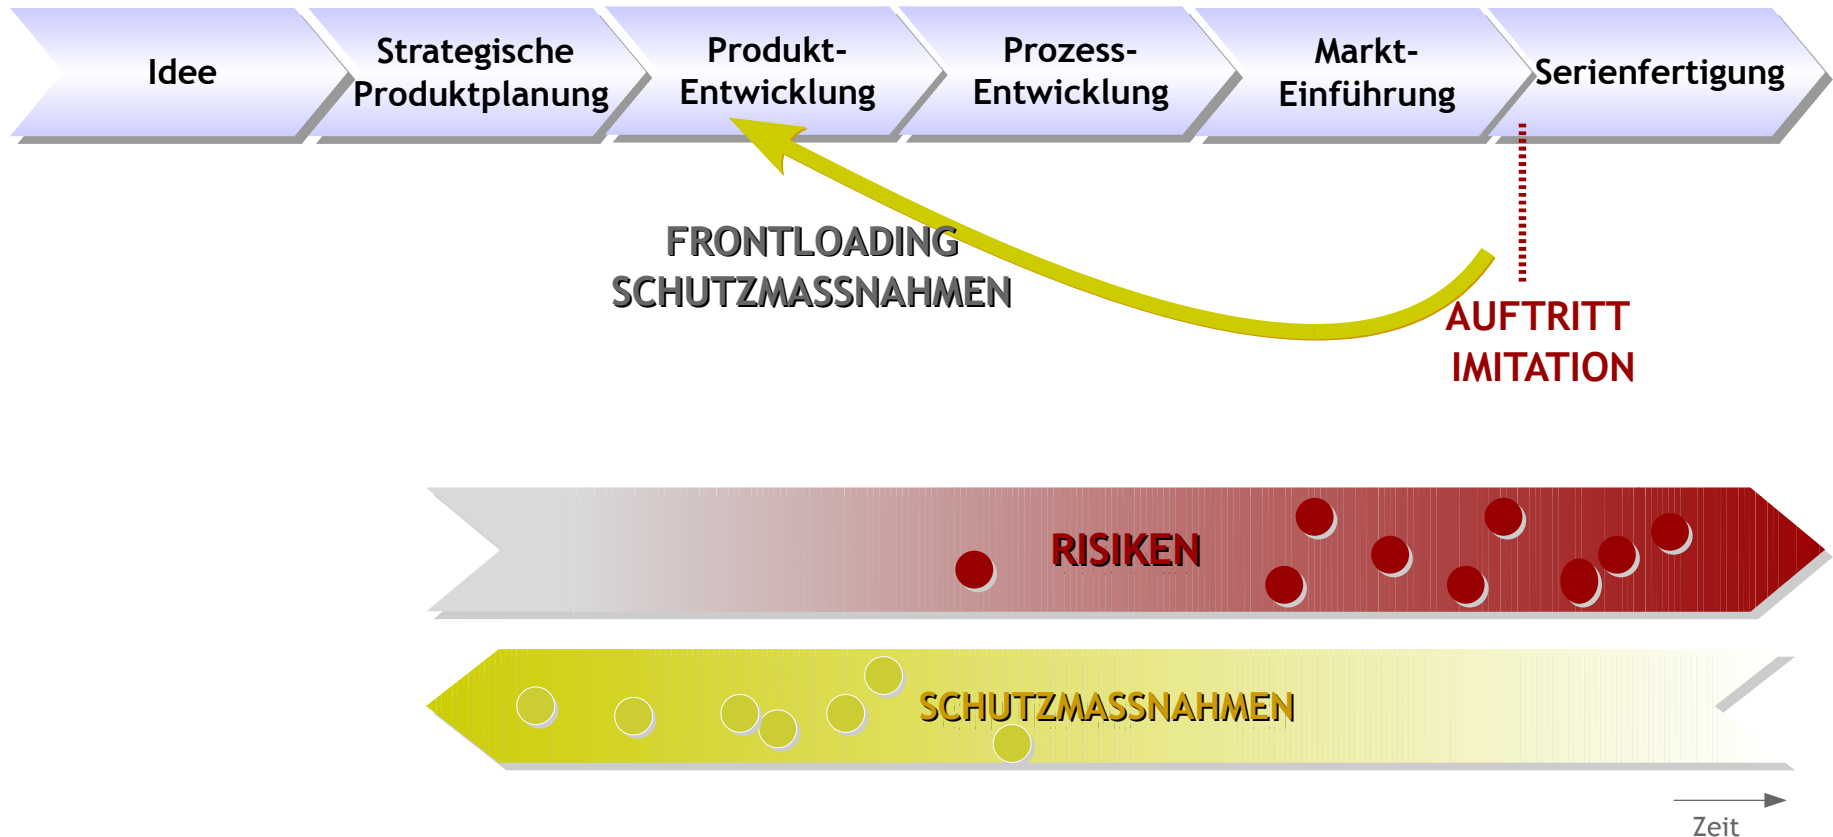 Idee
Strategische
Produktplanung
Produkt-
Entwicklung
Prozess-
Entwicklung
Markt-
Einführung
Serienfertigung
FRONTLOADING
SCHUTZMASSNAHMEN
AUFTRITT
IMITATION
RISIKEN
SCHUTZMASSNAHMEN
Zeit